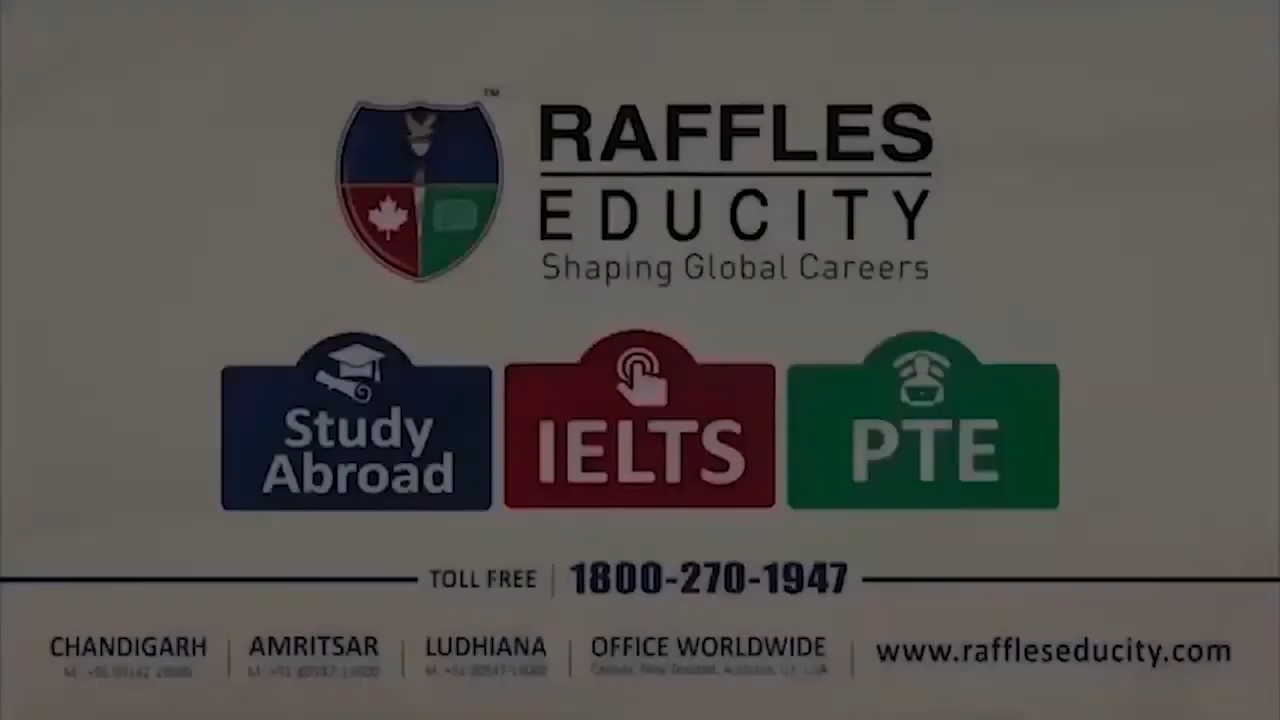 TM
RAFFLES
EDUCITY
Shaping Global Careers
Study
Abroad
IELTS
PTE
TOLL FREE 1800-270-1947
CHANDIGARH AMRITSAR LUDHIANA OFFICE WORLDWIDE www.raffleseducity.com